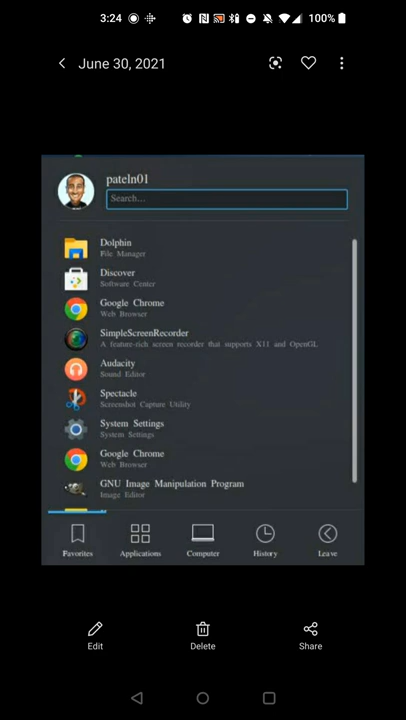 3:24
100%
June 30, 2021
pateln01
Search...
Dolphin
File Manager
Discover
Software Center
Google Chrome
Web Browser
SimpleScreenRecorder
A feature-rich screen recorder that supports X11 and OpenGL
Audacity
Sound Editor
Spectacle
Screenshot Capture Utility
System Settings
System Settings
Google Chrome
Web Browser
GNU Image Manipulation Program
Image Editor
Favorites Applications Computer History Leave
Edit Delete Share